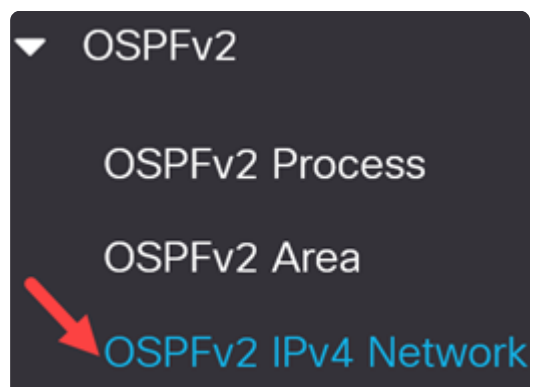 OSPFv2
OSPFv2 Process
OSPFv2 Area
OSPFv2 IPv4 Network